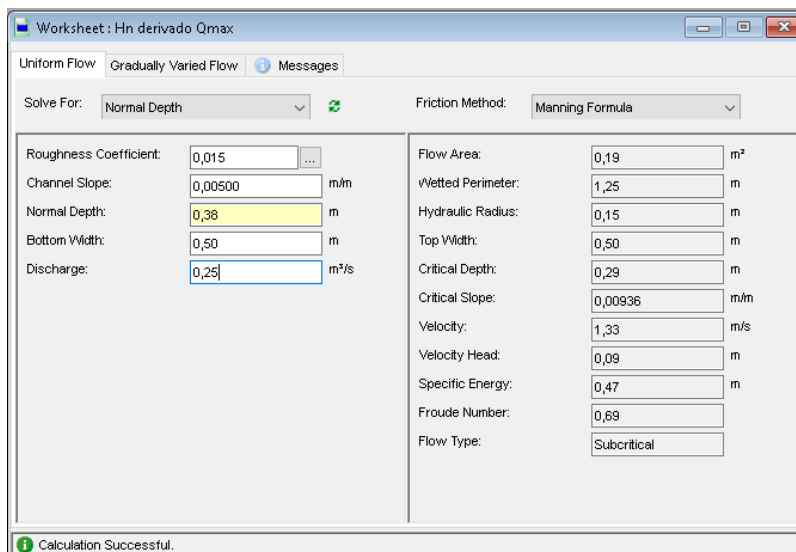 Worksheet : Hn derivado Qmax
Uniform Flow Gradually Varied Flow Messages
Solve For: Normal Depth Friction Method: Manning Formula
Roughness Coefficient: 0,015 ...
Channel Slope: 0,00500 m/m
Normal Depth: 0,38 m
Bottom Width: 0,50 m
Discharge: 0,25 m³/s
Flow Area: 0,19 m²
Wetted Perimeter: 1,25 m
Hydraulic Radius: 0,15 m
Top Width: 0,50 m
Critical Depth: 0,29 m
Critical Slope: 0,00936 m/m
Velocity: 1,33 m/s
Velocity Head: 0,09 m
Specific Energy: 0,47 m
Froude Number: 0,69
Flow Type: Subcritical
Calculation Successful.